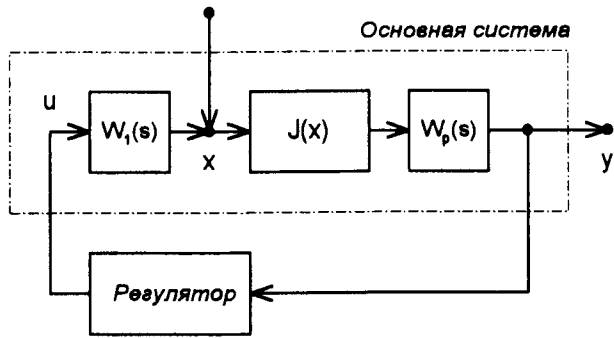 Основная система
u
W₁(s)
x
J(x)
Wₚ(s)
y
Регулятор